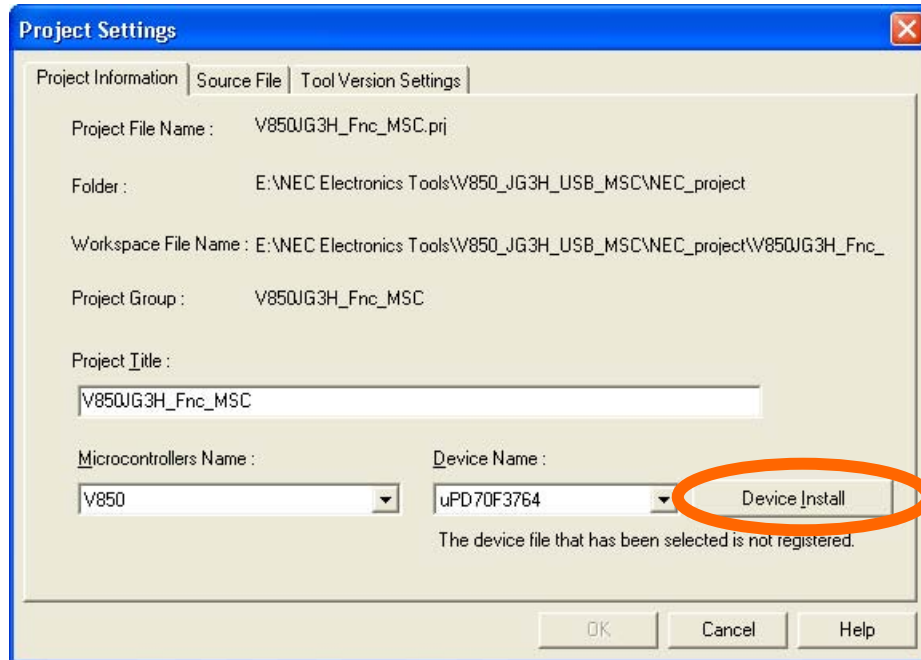 Project Settings
Project Information Source File Tool Version Settings
Project File Name : V850JG3H_Fnc_MSC.prj
Folder : E:\NEC Electronics Tools\V850_JG3H_USB_MSC\NEC_project
Workspace File Name : E:\NEC Electronics Tools\V850_JG3H_USB_MSC\NEC_project\V850JG3H_Fnc_
Project Group : V850JG3H_Fnc_MSC
Project Title :
V850JG3H_Fnc_MSC
Microcontrollers Name : Device Name :
V850 uPD70F3764 Device Install
The device file that has been selected is not registered.
OK Cancel Help